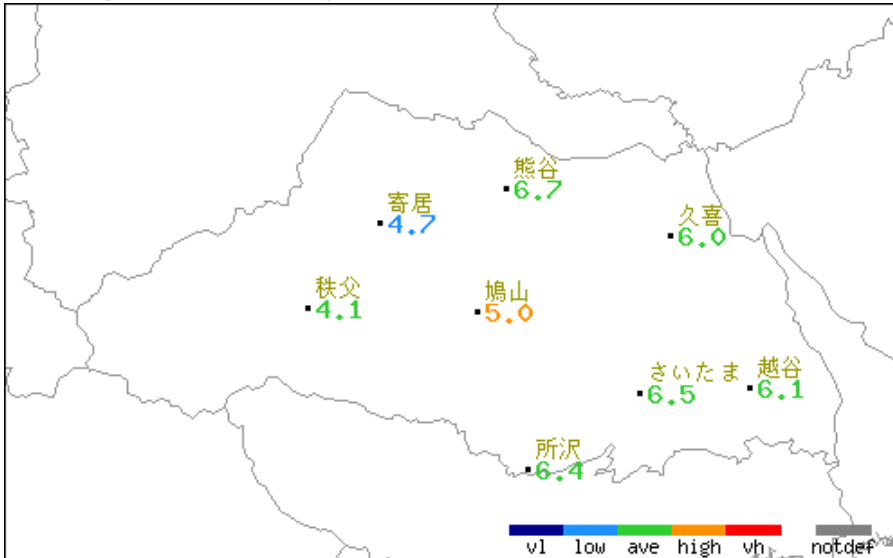 熊谷
6.7
寄居
4.7
久喜
6.0
秩父
4.1
鳩山
5.0
さいたま
6.5
越谷
6.1
所沢
6.4
vl low ave high vh notdef